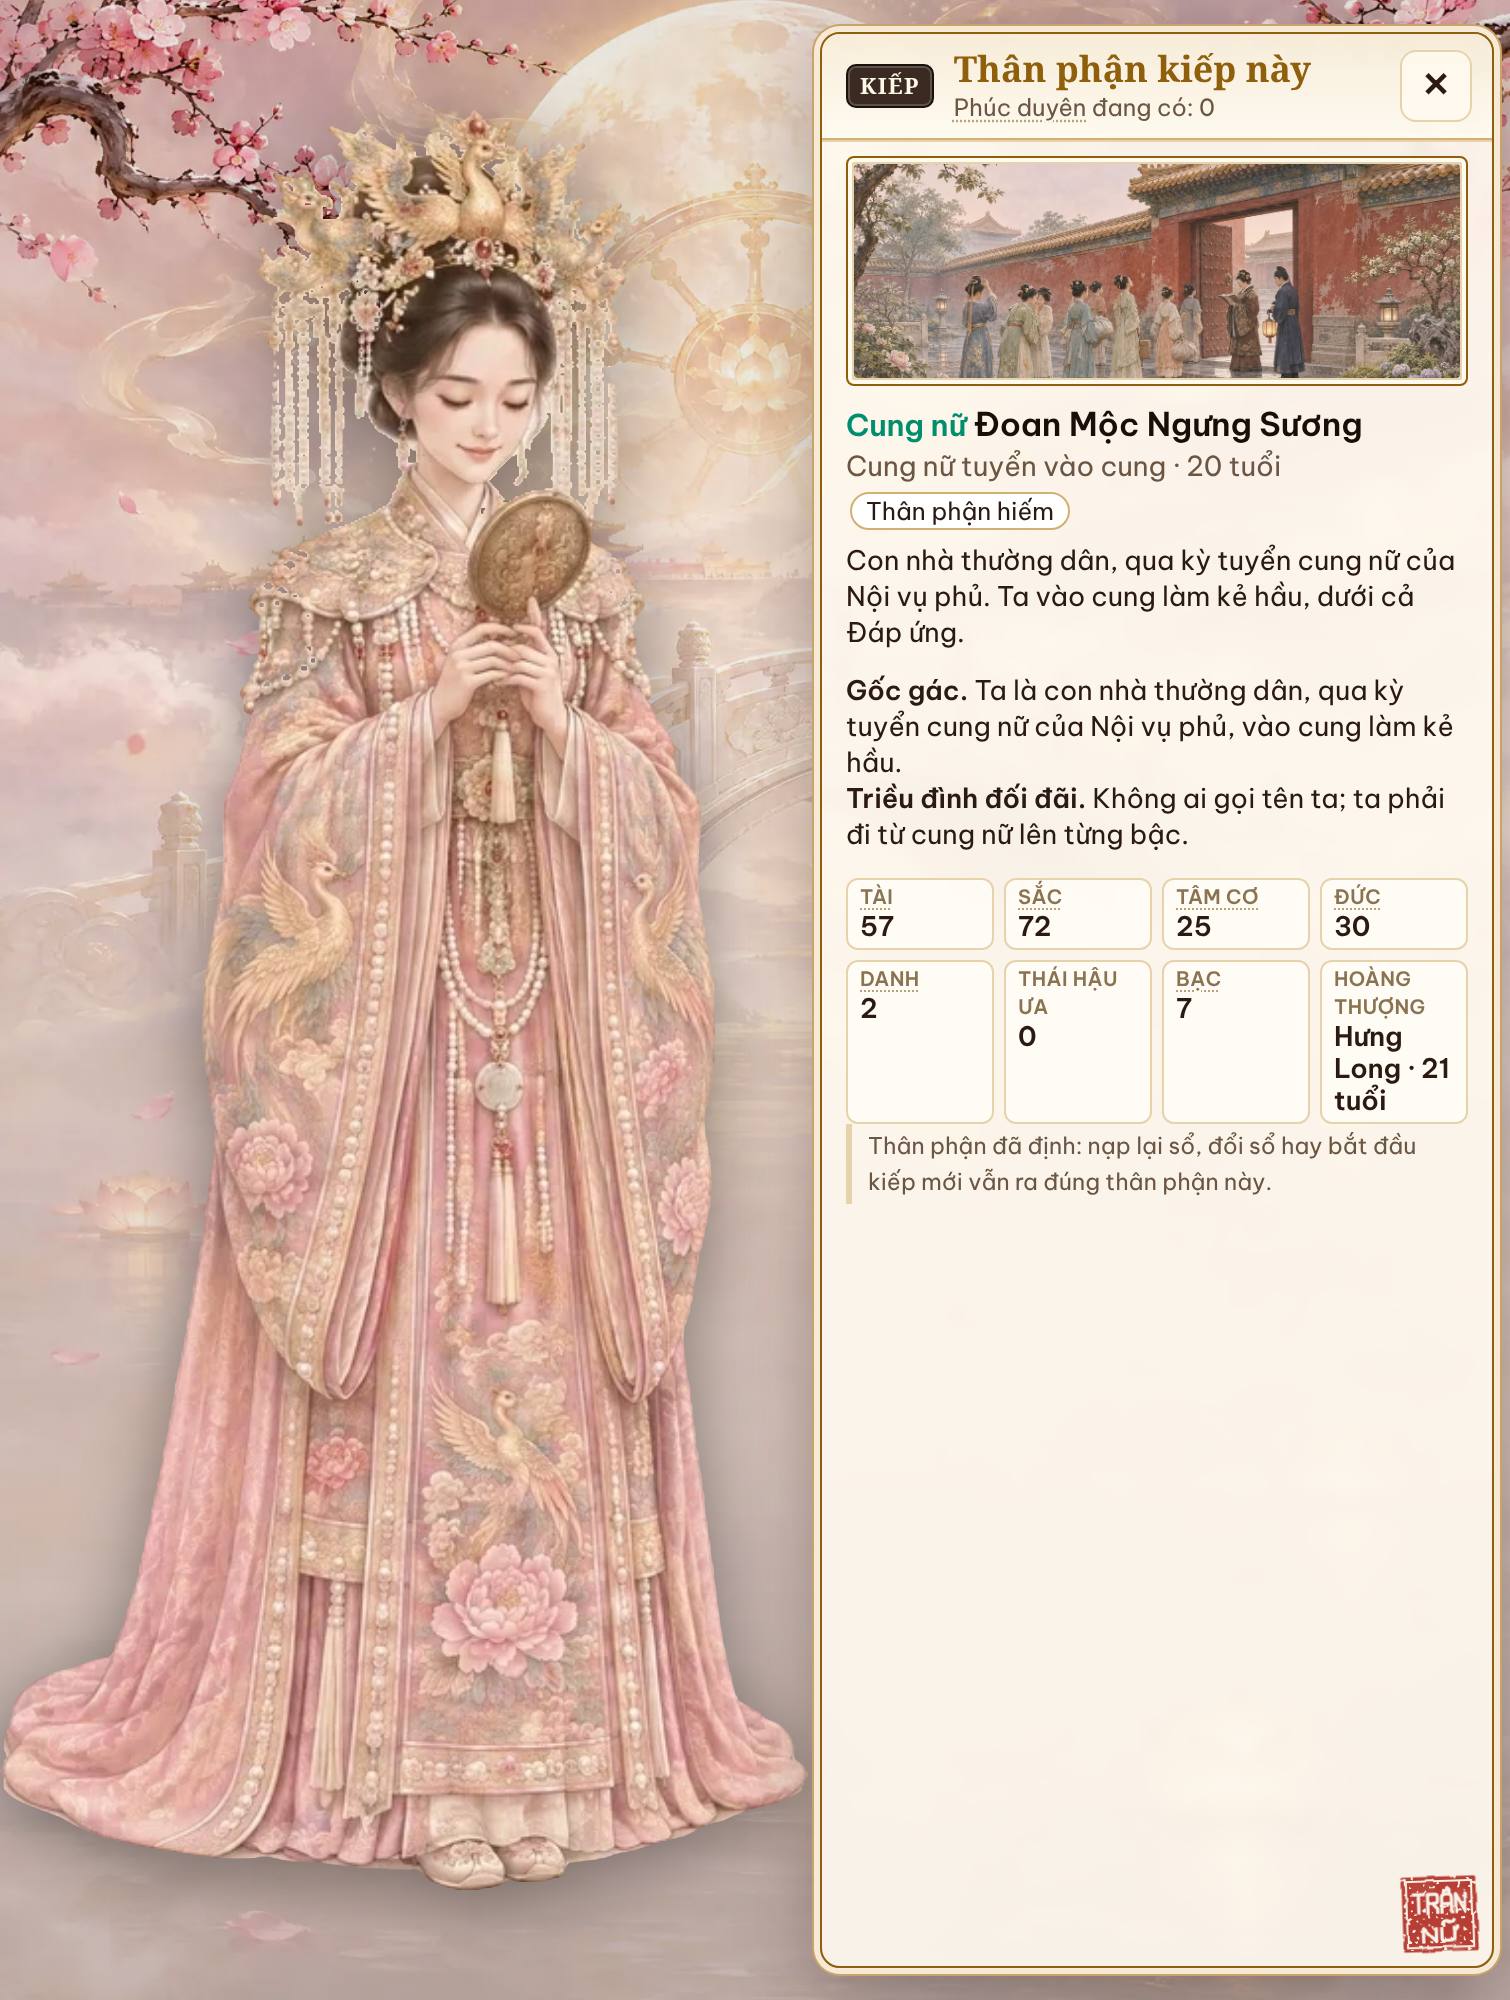 KIẾP
Thân phận kiếp này
Phúc duyên đang có: 0
×
Cung nữ Đoan Mộc Ngưng Sương
Cung nữ tuyển vào cung · 20 tuổi
Thân phận hiếm
Con nhà thường dân, qua kỳ tuyển cung nữ của
Nội vụ phủ. Ta vào cung làm kẻ hầu, dưới cả
Đáp ứng.
Gốc gác. Ta là con nhà thường dân, qua kỳ
tuyển cung nữ của Nội vụ phủ, vào cung làm kẻ
hầu.
Triều đình đối đãi. Không ai gọi tên ta; ta phải
đi từ cung nữ lên từng bậc.
TÀI
57
SẮC
72
TÂM CƠ
25
ĐỨC
30
DANH
2
THÁI HẬU
ƯA
0
BẠC
7
HOÀNG
THƯỢNG
Hưng
Long · 21
tuổi
Thân phận đã định: nạp lại sổ, đổi sổ hay bắt đầu
kiếp mới vẫn ra đúng thân phận này.
TRÂN
NỮ